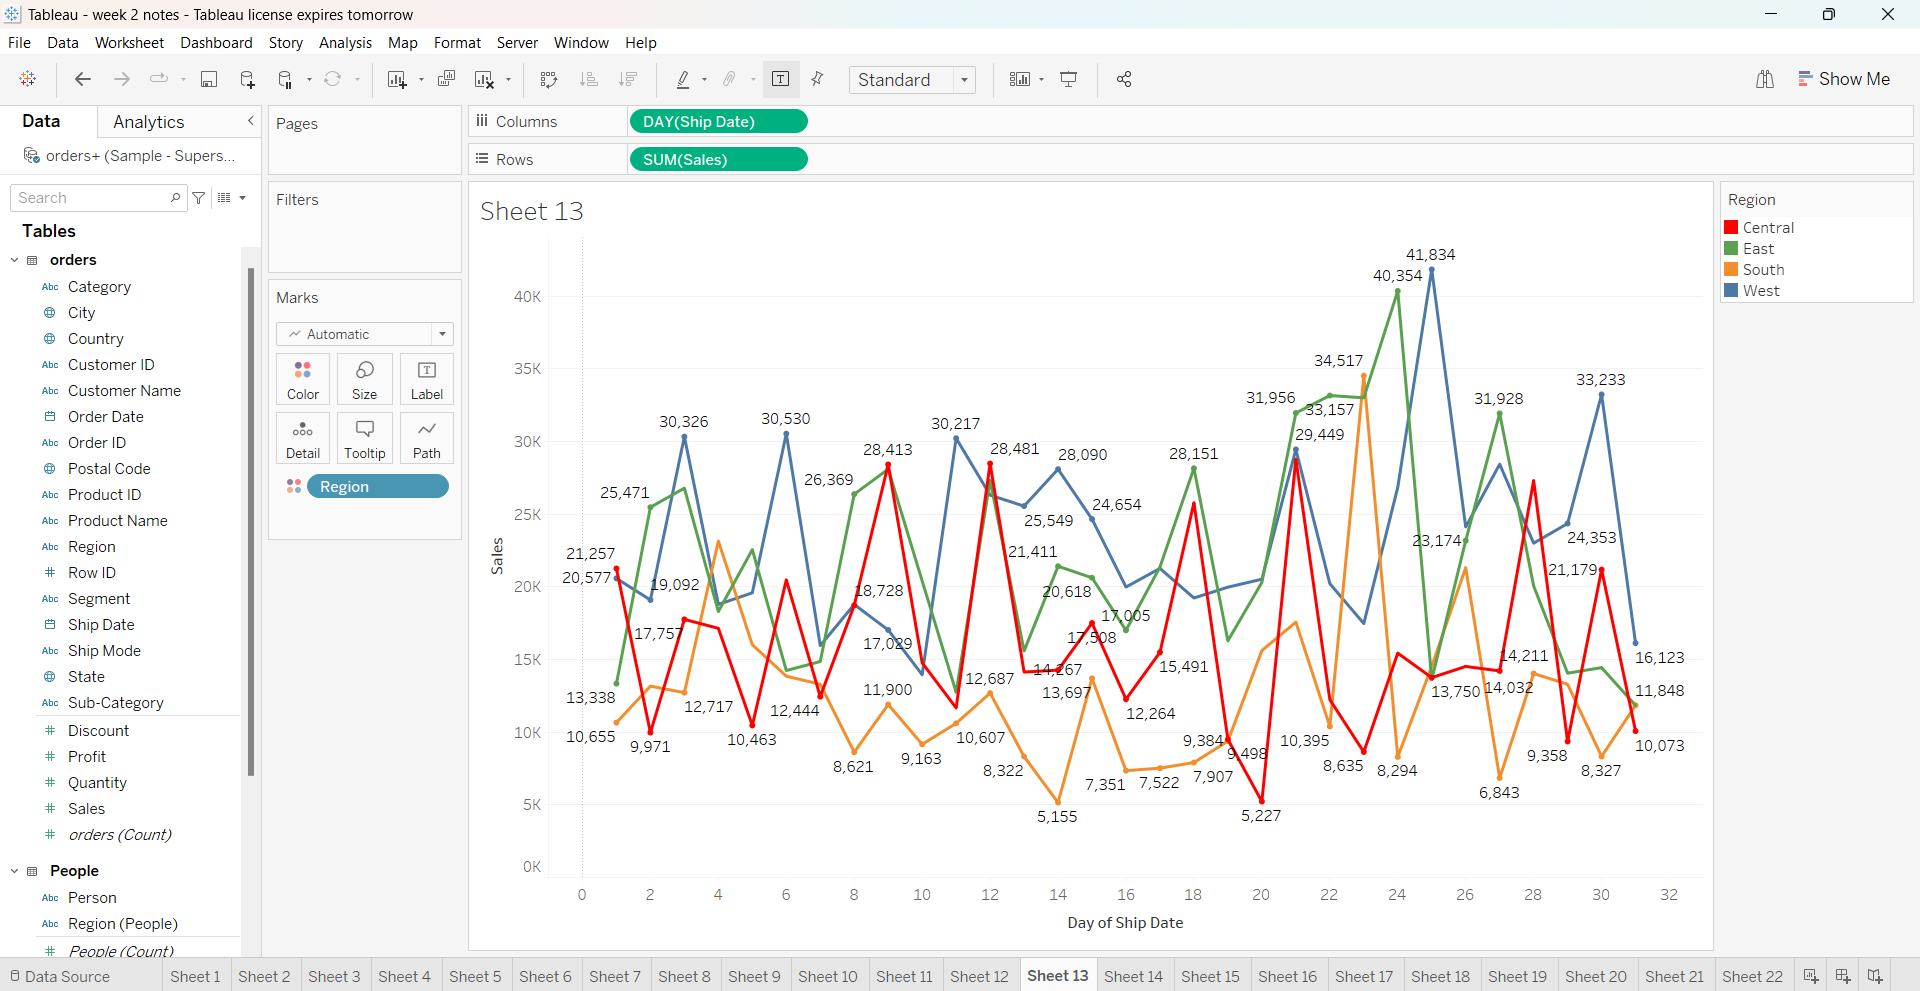 Tableau - week 2 notes - Tableau license expires tomorrow
File Data Worksheet Dashboard Story Analysis Map Format Server Window Help
Standard
Show Me
Data Analytics
orders+ (Sample - Supers...
Search
Tables
orders
Abc Category
City
Country
Abc Customer ID
Abc Customer Name
Order Date
Abc Order ID
Postal Code
Abc Product ID
Abc Product Name
Abc Region
# Row ID
Abc Segment
Ship Date
Abc Ship Mode
State
Abc Sub-Category
# Discount
# Profit
# Quantity
# Sales
# orders (Count)
People
Abc Person
Abc Region (People)
# People (Count)
Pages
Filters
Marks
Automatic
Color Size Label
Detail Tooltip Path
Region
Columns DAY(Ship Date)
Rows SUM(Sales)
Sheet 13
41,834
40,354
40K
34,517
35K
33,233
31,956 33,157 31,928
30,326 30,530 30,217
30K
29,449
28,413 28,481 28,090 28,151
26,369
25,471
25K
25,549 24,654
24,353
23,174
21,257 21,411 21,179
20,577 19,092 20,618
20K
18,728
17,757 17,029 17,508 17,005
16,123
15K
15,491 14,267 14,211
13,338 12,717 12,444 11,900 12,687 13,697 12,264 13,750 14,032 11,848
10K
10,655 9,971 10,463 8,621 9,163 10,607 8,322 7,351 7,522 7,907 9,384 9,498 10,395 8,635 8,294 6,843 9,358 8,327 10,073
5K
5,155 5,227
0K
Sales
0 2 4 6 8 10 12 14 16 18 20 22 24 26 28 30 32
Day of Ship Date
Region
Central
East
South
West
Data Source Sheet 1 Sheet 2 Sheet 3 Sheet 4 Sheet 5 Sheet 6 Sheet 7 Sheet 8 Sheet 9 Sheet 10 Sheet 11 Sheet 12 Sheet 13 Sheet 14 Sheet 15 Sheet 16 Sheet 17 Sheet 18 Sheet 19 Sheet 20 Sheet 21 Sheet 22